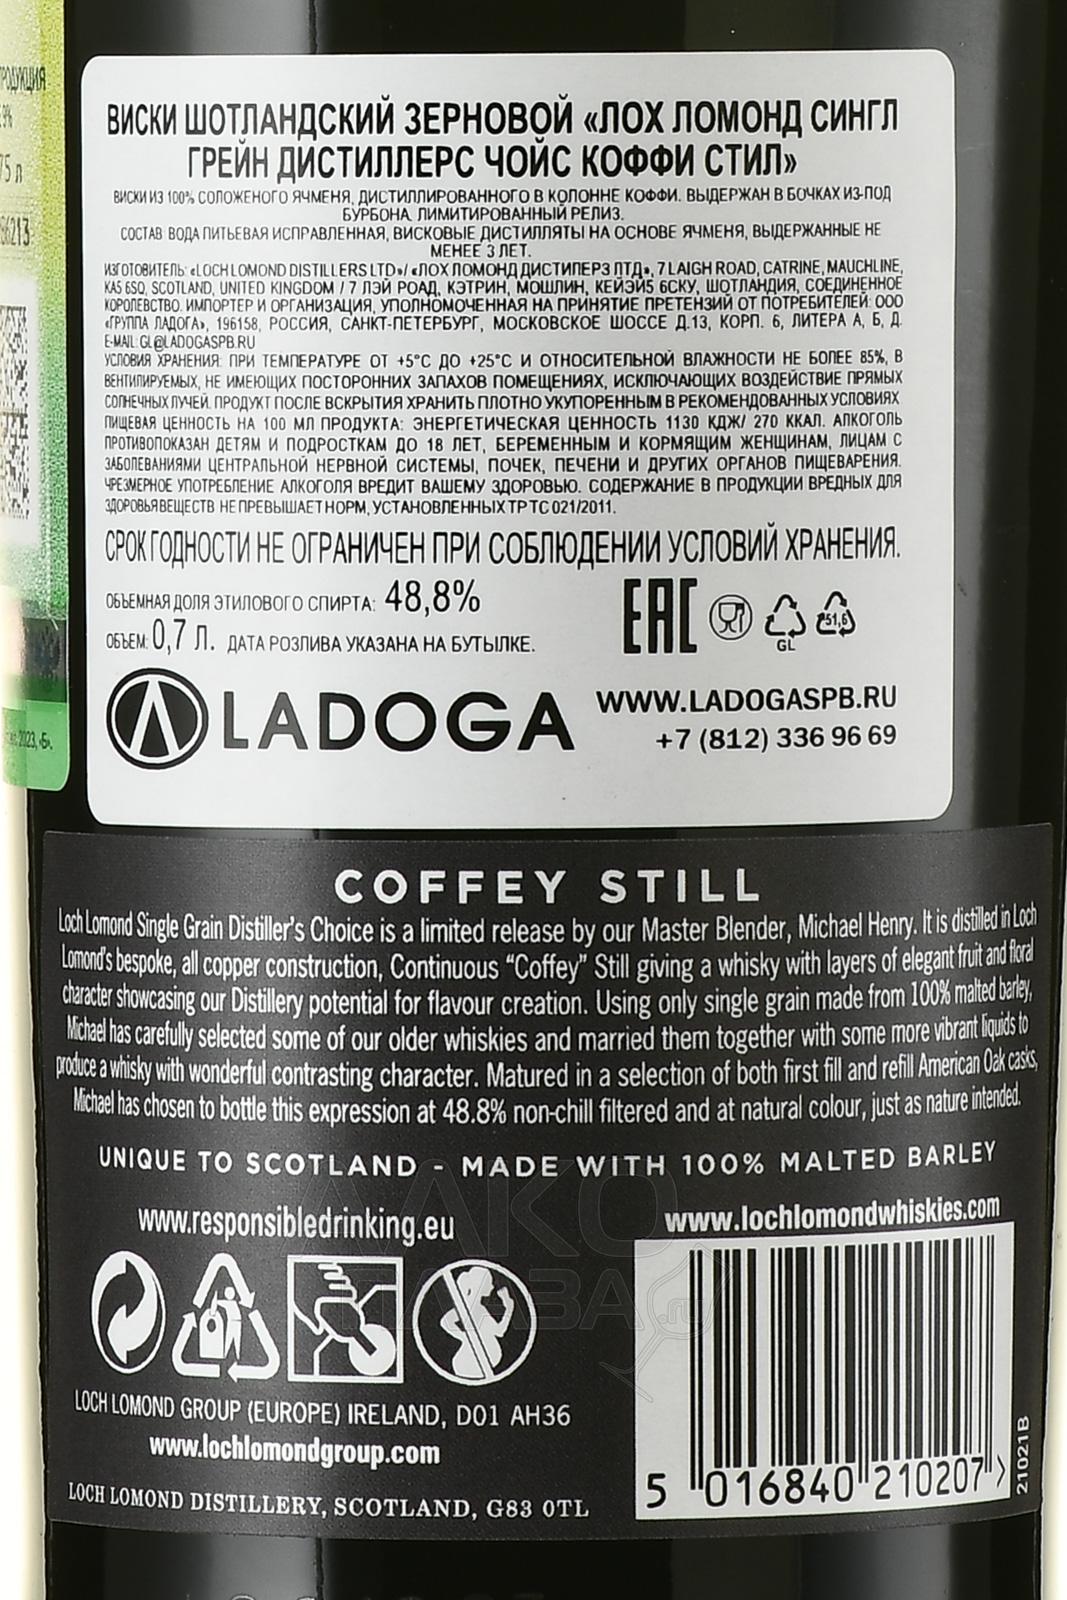 РОДУКЦИЯ
75 л
86213
2023, «Б».
ВИСКИ ШОТЛАНДСКИЙ ЗЕРНОВОЙ «ЛОХ ЛОМОНД СИНГЛ
ГРЕЙН ДИСТИЛЛЕРС ЧОЙС КОФФИ СТИЛ»
ВИСКИ ИЗ 100% СОЛОЖЕНОГО ЯЧМЕНЯ, ДИСТИЛЛИРОВАННОГО В КОЛОННЕ КОФФИ. ВЫДЕРЖАН В БОЧКАХ ИЗ-ПОД
БУРБОНА. ЛИМИТИРОВАННЫЙ РЕЛИЗ.
СОСТАВ: ВОДА ПИТЬЕВАЯ ИСПРАВЛЕННАЯ, ВИСКОВЫЕ ДИСТИЛЛЯТЫ НА ОСНОВЕ ЯЧМЕНЯ, ВЫДЕРЖАННЫЕ НЕ
МЕНЕЕ 3 ЛЕТ.
ИЗГОТОВИТЕЛЬ: «LOCH LOMOND DISTILLERS LTD»/ «ЛОХ ЛОМОНД ДИСТИЛЕРЗ ЛТД», 7 LAIGH ROAD, CATRINE, MAUCHLINE,
KA5 6SQ, SCOTLAND, UNITED KINGDOM / 7 ЛЭЙ РОАД, КЭТРИН, МОШЛИН, КЕЙЭЙ5 6СКУ, ШОТЛАНДИЯ, СОЕДИНЕННОЕ
КОРОЛЕВСТВО. ИМПОРТЕР И ОРГАНИЗАЦИЯ, УПОЛНОМОЧЕННАЯ НА ПРИНЯТИЕ ПРЕТЕНЗИЙ ОТ ПОТРЕБИТЕЛЕЙ: ООО
«ГРУППА ЛАДОГА», 196158, РОССИЯ, САНКТ-ПЕТЕРБУРГ, МОСКОВСКОЕ ШОССЕ Д.13, КОРП. 6, ЛИТЕРА А, Б, Д.
E-MAIL: GL@LADOGASPB.RU
УСЛОВИЯ ХРАНЕНИЯ: ПРИ ТЕМПЕРАТУРЕ ОТ +5°С ДО +25°С И ОТНОСИТЕЛЬНОЙ ВЛАЖНОСТИ НЕ БОЛЕЕ 85%, В
ВЕНТИЛИРУЕМЫХ, НЕ ИМЕЮЩИХ ПОСТОРОННИХ ЗАПАХОВ ПОМЕЩЕНИЯХ, ИСКЛЮЧАЮЩИХ ВОЗДЕЙСТВИЕ ПРЯМЫХ
СОЛНЕЧНЫХ ЛУЧЕЙ. ПРОДУКТ ПОСЛЕ ВСКРЫТИЯ ХРАНИТЬ ПЛОТНО УКУПОРЕННЫМ В РЕКОМЕНДОВАННЫХ УСЛОВИЯХ
ПИЩЕВАЯ ЦЕННОСТЬ НА 100 МЛ ПРОДУКТА: ЭНЕРГЕТИЧЕСКАЯ ЦЕННОСТЬ 1130 КДЖ/ 270 ККАЛ. АЛКОГОЛЬ
ПРОТИВОПОКАЗАН ДЕТЯМ И ПОДРОСТКАМ ДО 18 ЛЕТ, БЕРЕМЕННЫМ И КОРМЯЩИМ ЖЕНЩИНАМ, ЛИЦАМ С
ЗАБОЛЕВАНИЯМИ ЦЕНТРАЛЬНОЙ НЕРВНОЙ СИСТЕМЫ, ПОЧЕК, ПЕЧЕНИ И ДРУГИХ ОРГАНОВ ПИЩЕВАРЕНИЯ.
ЧРЕЗМЕРНОЕ УПОТРЕБЛЕНИЕ АЛКОГОЛЯ ВРЕДИТ ВАШЕМУ ЗДОРОВЬЮ. СОДЕРЖАНИЕ В ПРОДУКЦИИ ВРЕДНЫХ ДЛЯ
ЗДОРОВЬЯ ВЕЩЕСТВ НЕ ПРЕВЫШАЕТ НОРМ, УСТАНОВЛЕННЫХ ТР ТС 021/2011.
СРОК ГОДНОСТИ НЕ ОГРАНИЧЕН ПРИ СОБЛЮДЕНИИ УСЛОВИЙ ХРАНЕНИЯ.
ОБЪЕМНАЯ ДОЛЯ ЭТИЛОВОГО СПИРТА: 48,8%
ОБЪЕМ: 0,7 Л. ДАТА РОЗЛИВА УКАЗАНА НА БУТЫЛКЕ.
EAC
GL
51,6
LADOGA
WWW.LADOGASPB.RU
+7 (812) 336 96 69
COFFEY STILL
Loch Lomond Single Grain Distiller's Choice is a limited release by our Master Blender, Michael Henry. It is distilled in Loch
Lomond's bespoke, all copper construction, Continuous "Coffey" Still giving a whisky with layers of elegant fruit and floral
character showcasing our Distillery potential for flavour creation. Using only single grain made from 100% malted barley,
Michael has carefully selected some of our older whiskies and married them together with some more vibrant liquids to
produce a whisky with wonderful contrasting character. Matured in a selection of both first fill and refill American Oak casks,
Michael has chosen to bottle this expression at 48.8% non-chill filtered and at natural colour, just as nature intended.
UNIQUE TO SCOTLAND - MADE WITH 100% MALTED BARLEY
www.responsibledrinking.eu
www.lochlomondwhiskies.com
LOCH LOMOND GROUP (EUROPE) IRELAND, D01 AH36
www.lochlomondgroup.com
LOCH LOMOND DISTILLERY, SCOTLAND, G83 0TL
5 016840 210207 >
21021B